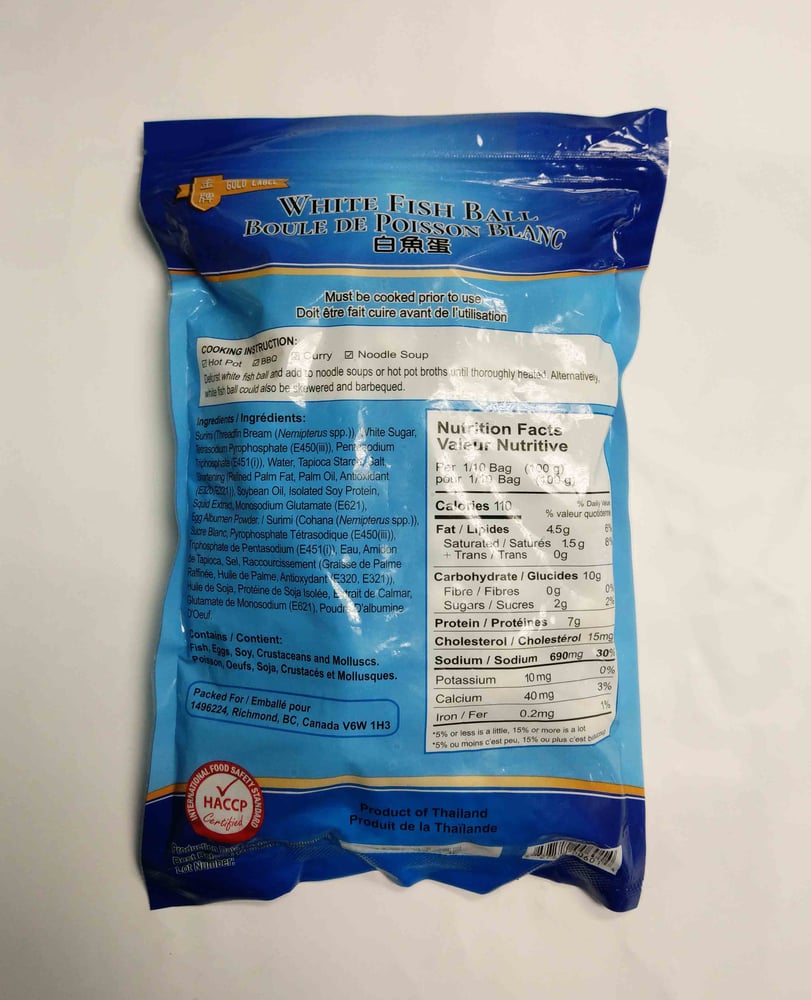 金牌 GOLD LABEL
WHITE FISH BALL
BOULE DE POISSON BLANC
白魚蛋
Must be cooked prior to use
Doit être fait cuire avant de l'utilisation
COOKING INSTRUCTION:
☑ Hot Pot ☑ BBQ ☑ Curry ☑ Noodle Soup
white fish ball and add to noodle soups or hot pot broths until thoroughly heated. Alternatively,
white fish ball could also be skewered and barbequed.
Ingredients / Ingrédients:
Surimi (Threadfin Bream (Nemipterus spp.)), White Sugar,
Tetrasodium Pyrophosphate (E450(iii)), Pentasodium
Triphosphate (E451(i)), Water, Tapioca Starch, Salt
Shortening (Refined Palm Fat, Palm Oil, Antioxidant
(E320, E321)), Soybean Oil, Isolated Soy Protein,
Squid Extract, Monosodium Glutamate (E621),
Egg Albumen Powder. / Surimi (Cohana (Nemipterus spp.)),
Sucre Blanc, Pyrophosphate Tétrasodique (E450(iii)),
Triphosphate de Pentasodium (E451(i)), Eau, Amidon
de Tapioca, Sel, Raccourcissement (Graisse de Palme
Raffinée, Huile de Palme, Antioxydant (E320, E321)),
Huile de Soja, Protéine de Soja Isolée, Extrait de Calmar,
Glutamate de Monosodium (E621), Poudre D'albumine
D'Oeuf.
Contains / Contient:
Fish, Eggs, Soy, Crustaceans and Molluscs.
Poisson, Oeufs, Soja, Crustacés et Mollusques.
Packed For / Emballé pour
1496224, Richmond, BC, Canada V6W 1H3
Nutrition Facts
Valeur Nutritive
Per 1/10 Bag (100 g)
pour 1/10 Bag (100 g)
Calories 110
% Daily Value
% valeur quotidienne
Fat / Lipides 4.5g 6%
Saturated / Saturés 1.5g 8%
+ Trans / Trans 0g
Carbohydrate / Glucides 10g
Fibre / Fibres 0g 0%
Sugars / Sucres 2g 2%
Protein / Protéines 7g
Cholesterol / Cholestérol 15mg
Sodium / Sodium 690mg 30%
Potassium 10mg 0%
Calcium 40mg 3%
Iron / Fer 0.2mg 1%
*5% or less is a little, 15% or more is a lot
*5% ou moins c'est peu, 15% ou plus c'est beaucoup
INTERNATIONAL FOOD SAFETY STANDARD
HACCP
Certified
Product of Thailand
Produit de la Thaïlande
Production
Best
Lot Number: